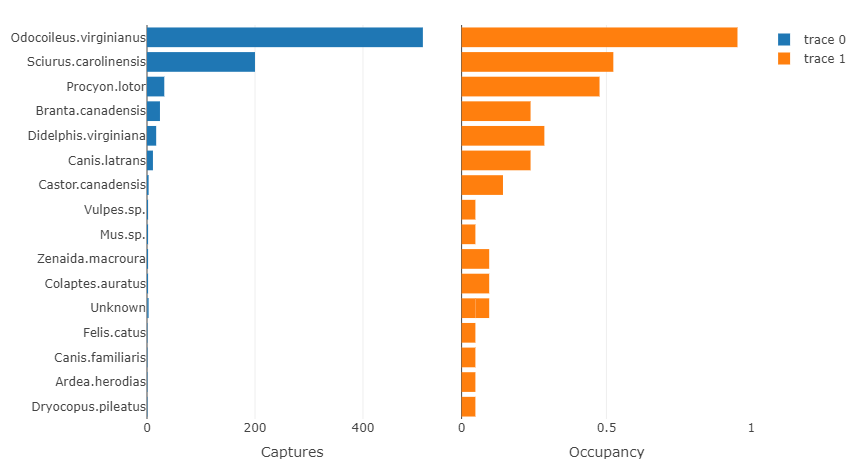 Odocoileus.virginianus
Sciurus.carolinensis
Procyon.lotor
Branta.canadensis
Didelphis.virginiana
Canis.latrans
Castor.canadensis
Vulpes.sp.
Mus.sp.
Zenaida.macroura
Colaptes.auratus
Unknown
Felis.catus
Canis.familiaris
Ardea.herodias
Dryocopus.pileatus
0 200 400
Captures
0 0.5 1
Occupancy
trace 0
trace 1